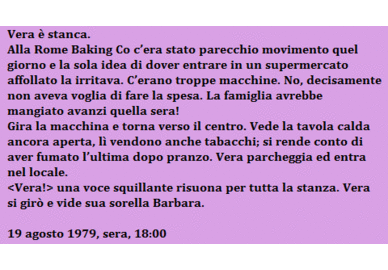 Vera è stanca.
Alla Rome Baking Co c'era stato parecchio movimento quel
giorno e la sola idea di dover entrare in un supermercato
affollato la irritava. C'erano troppe macchine. No, decisamente
non aveva voglia di fare la spesa. La famiglia avrebbe
mangiato avanzi quella sera!
Gira la macchina e torna verso il centro. Vede la tavola calda
ancora aperta, lì vendono anche tabacchi; si rende conto di
aver fumato l'ultima dopo pranzo. Vera parcheggia ed entra
nel locale.
<Vera!> una voce squillante risuona per tutta la stanza. Vera
si girò e vide sua sorella Barbara.
19 agosto 1979, sera, 18:00